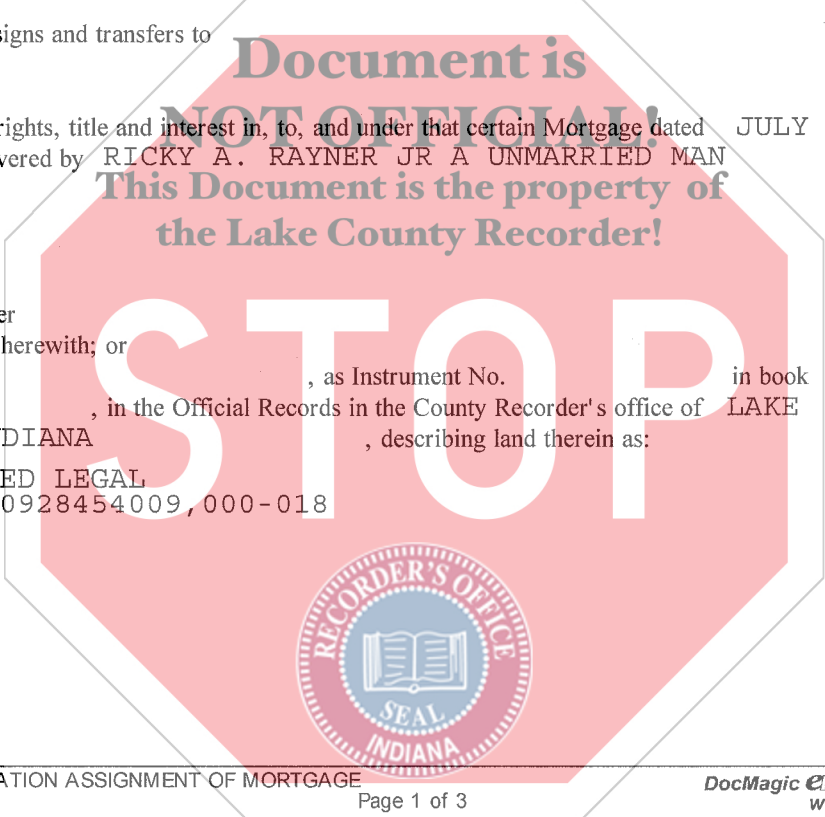 signs and transfers to
Document is
NOT OFFICIAL!
rights, title and interest in, to, and under that certain Mortgage dated JULY
vered by RICKY A. RAYNER JR A UNMARRIED MAN
This Document is the property of
the Lake County Recorder!
er
herewith; or
, as Instrument No. in book
, in the Official Records in the County Recorder's office of LAKE
DIANA , describing land therein as:
ED LEGAL
0928454009,000-018
STOP
RECORDER'S OFFICE
SEAL
INDIANA
ATION ASSIGNMENT OF MORTGAGE
Page 1 of 3
DocMagic
w